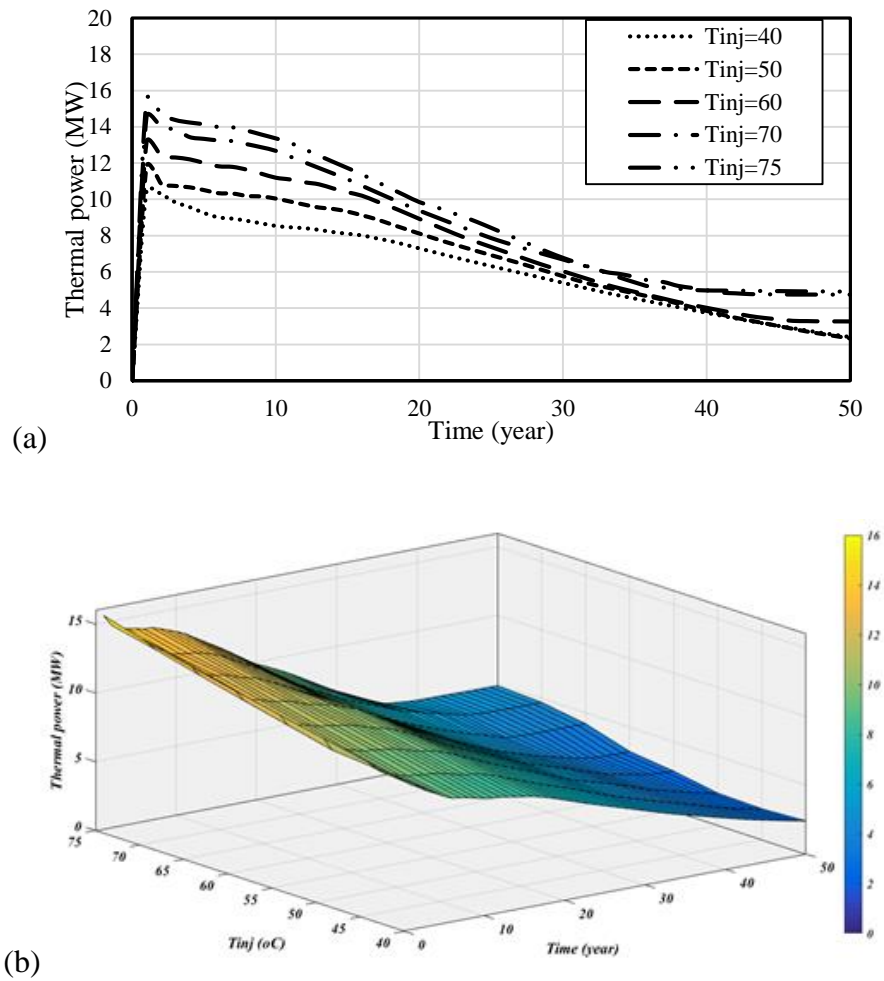 20
18
16
14
12
10
8
6
4
2
0
Thermal power (MW)
Tinj=40
Tinj=50
Tinj=60
Tinj=70
Tinj=75
0 10 20 30 40 50
Time (year)
(a)
15
10
5
0
Thermal power (MW)
75
70
65
60
55
50
45
40
Tinj (oC)
0
10
20
30
40
50
Time (year)
16
14
12
10
8
6
4
2
0
(b)